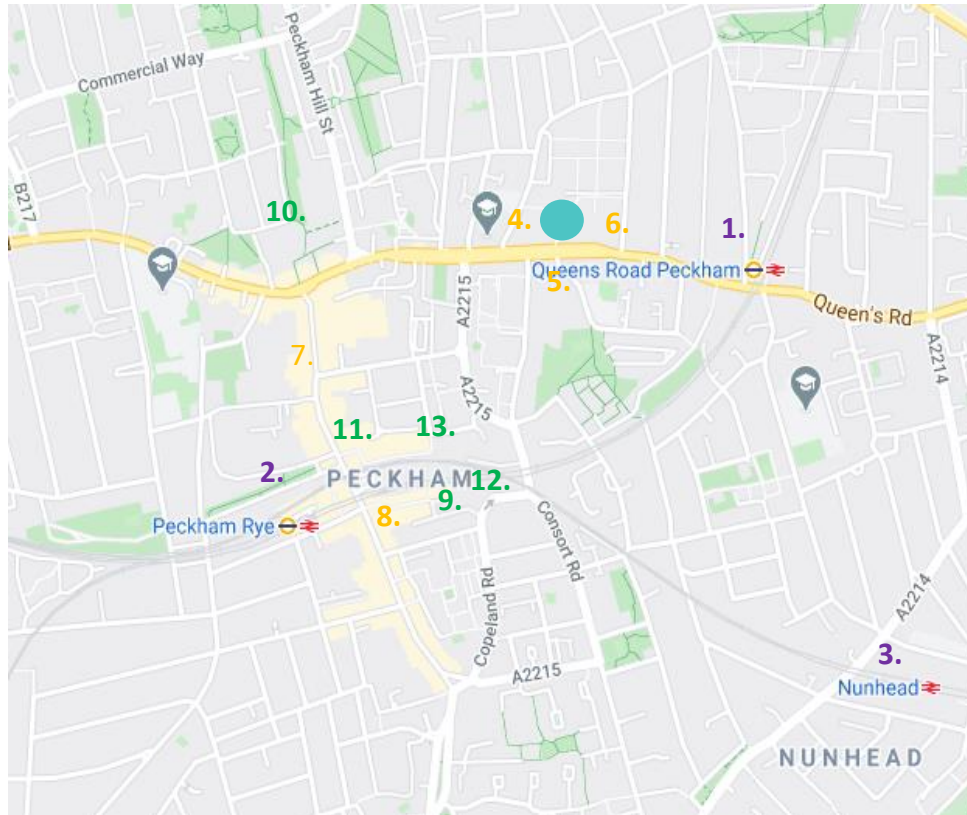 Commercial Way
Peckham Hill St
B217
10.
4.
6.
1.
Queens Road Peckham
5.
A2215
Queen's Rd
A2214
7.
A2215
11.
13.
2.
PECKHAM
12.
9.
8.
Peckham Rye
Consort Rd
Copeland Rd
A2214
A2215
3.
Nunhead
NUNHEAD